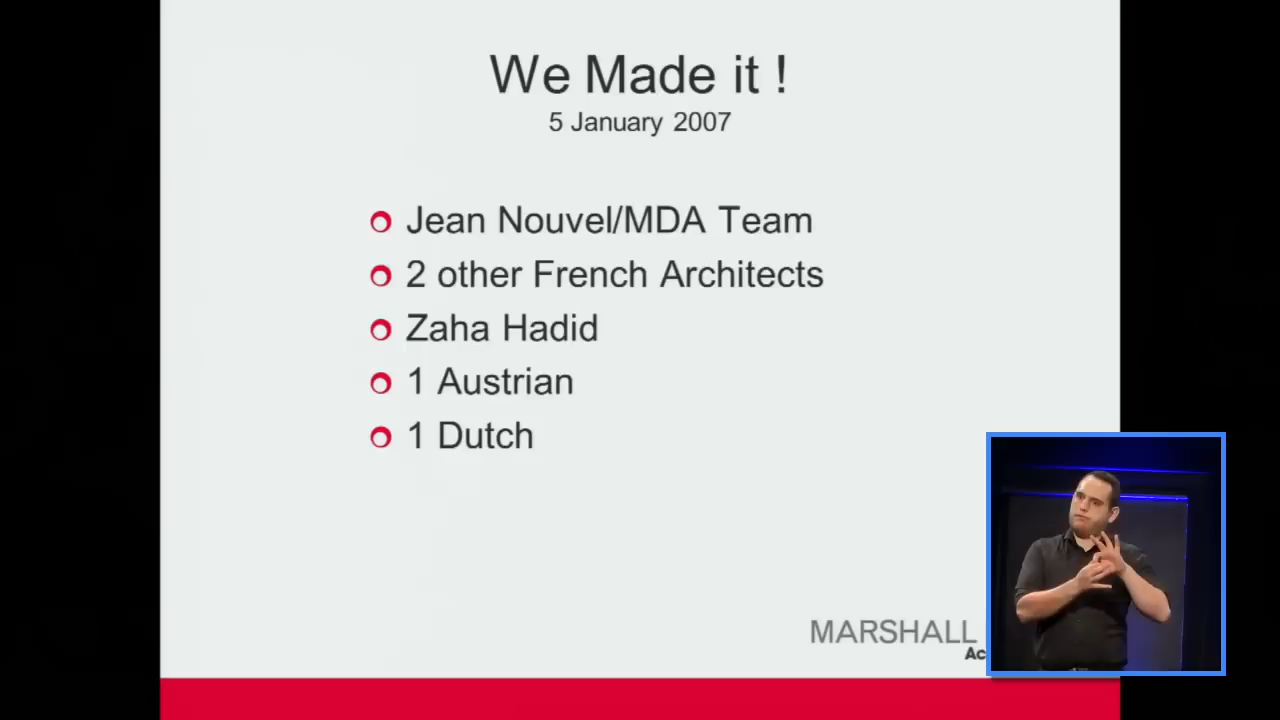 We Made it !
5 January 2007
Jean Nouvel/MDA Team
2 other French Architects
Zaha Hadid
1 Austrian
1 Dutch
MARSHALL